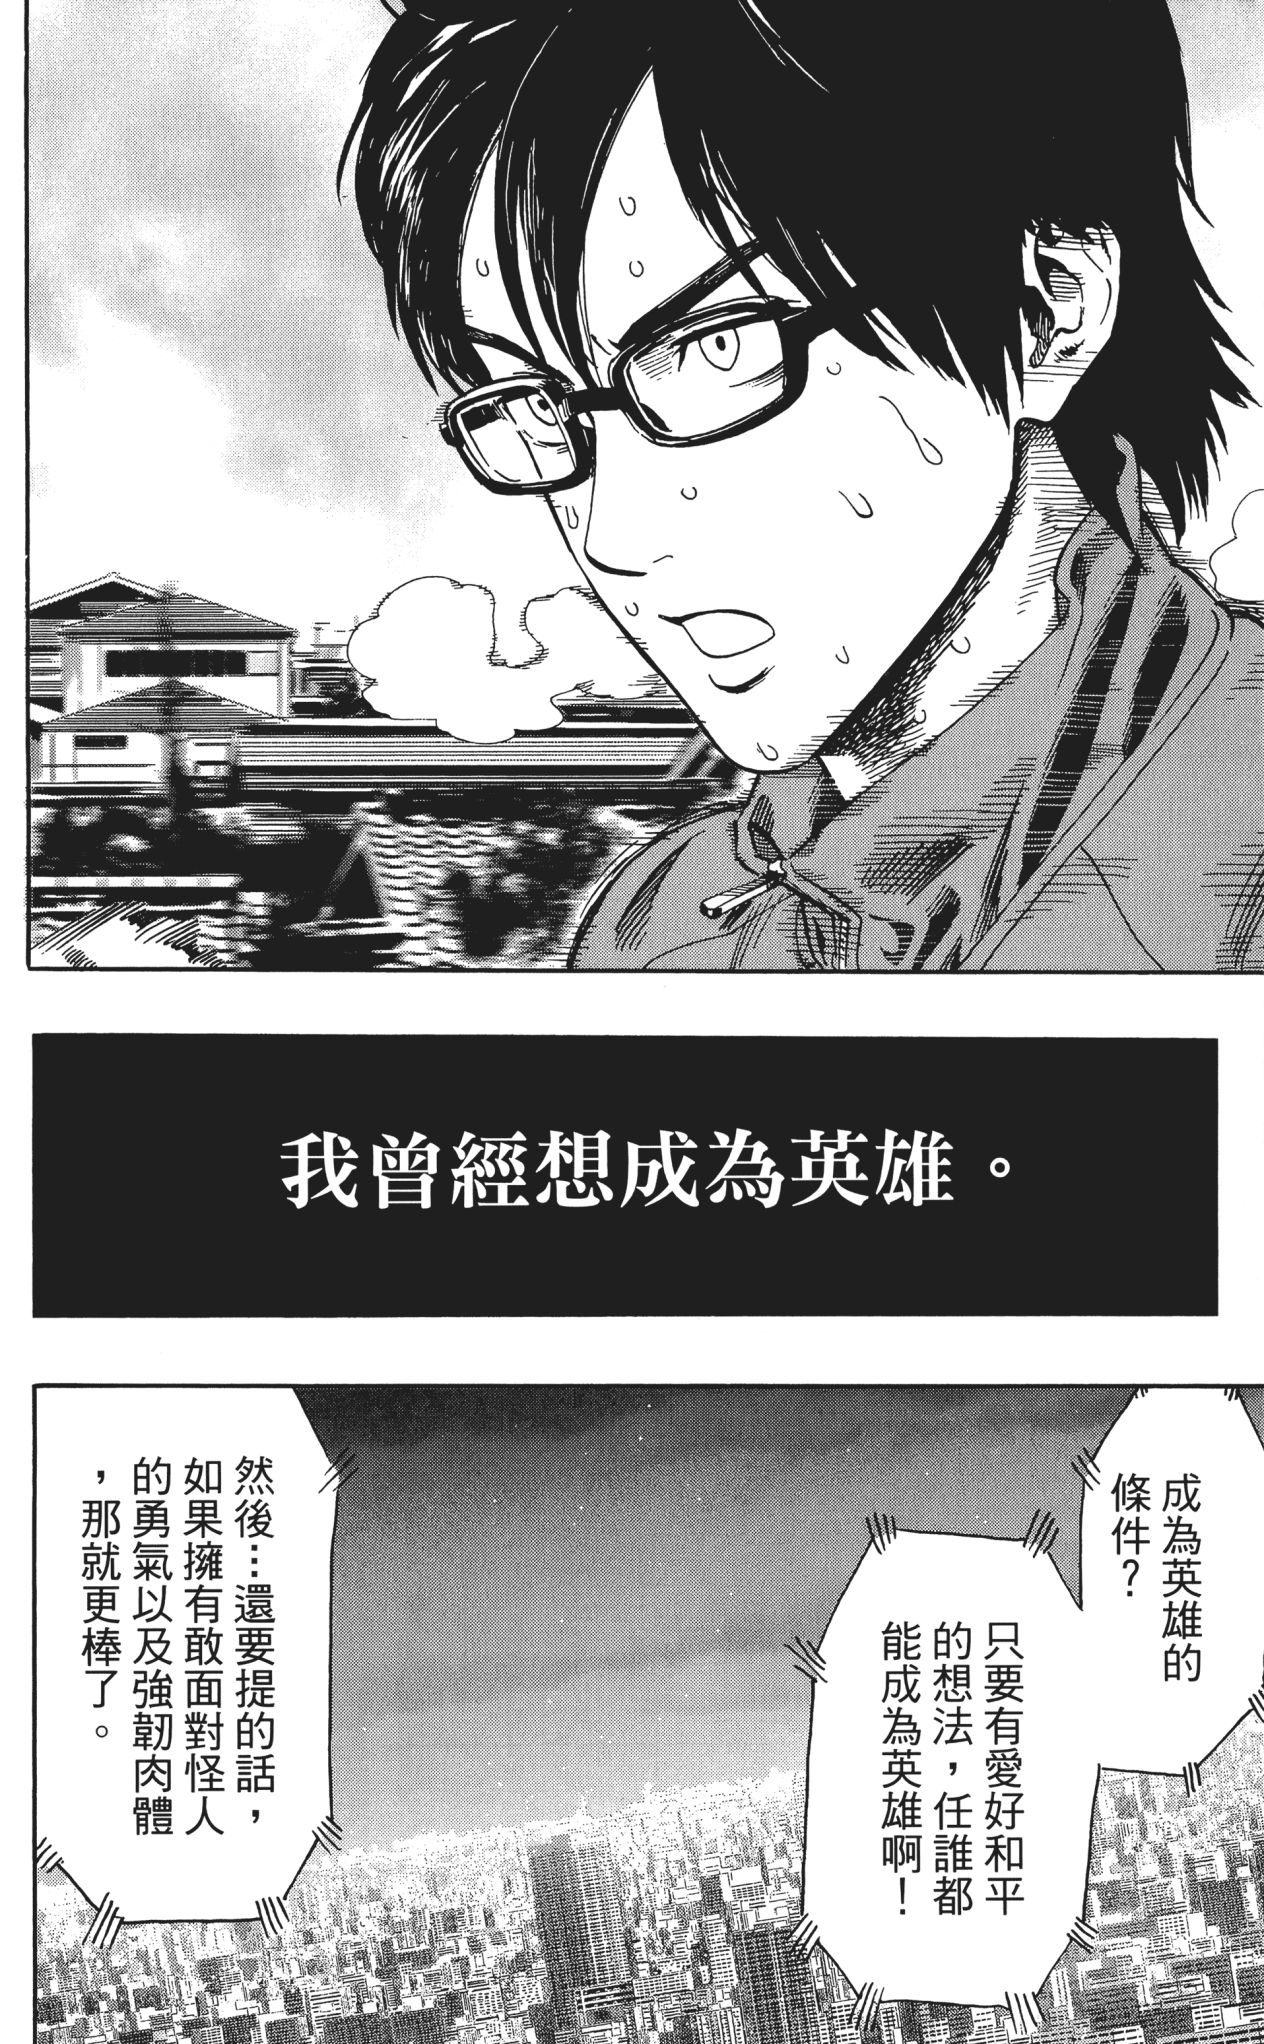 我曾經想成為英雄。
成為英雄的
條件？
只要有愛好和平
的想法，任誰都
能成為英雄啊！
然後…還要提的話，
如果擁有敢面對怪人
的勇氣以及強韌肉體
，那就更棒了。